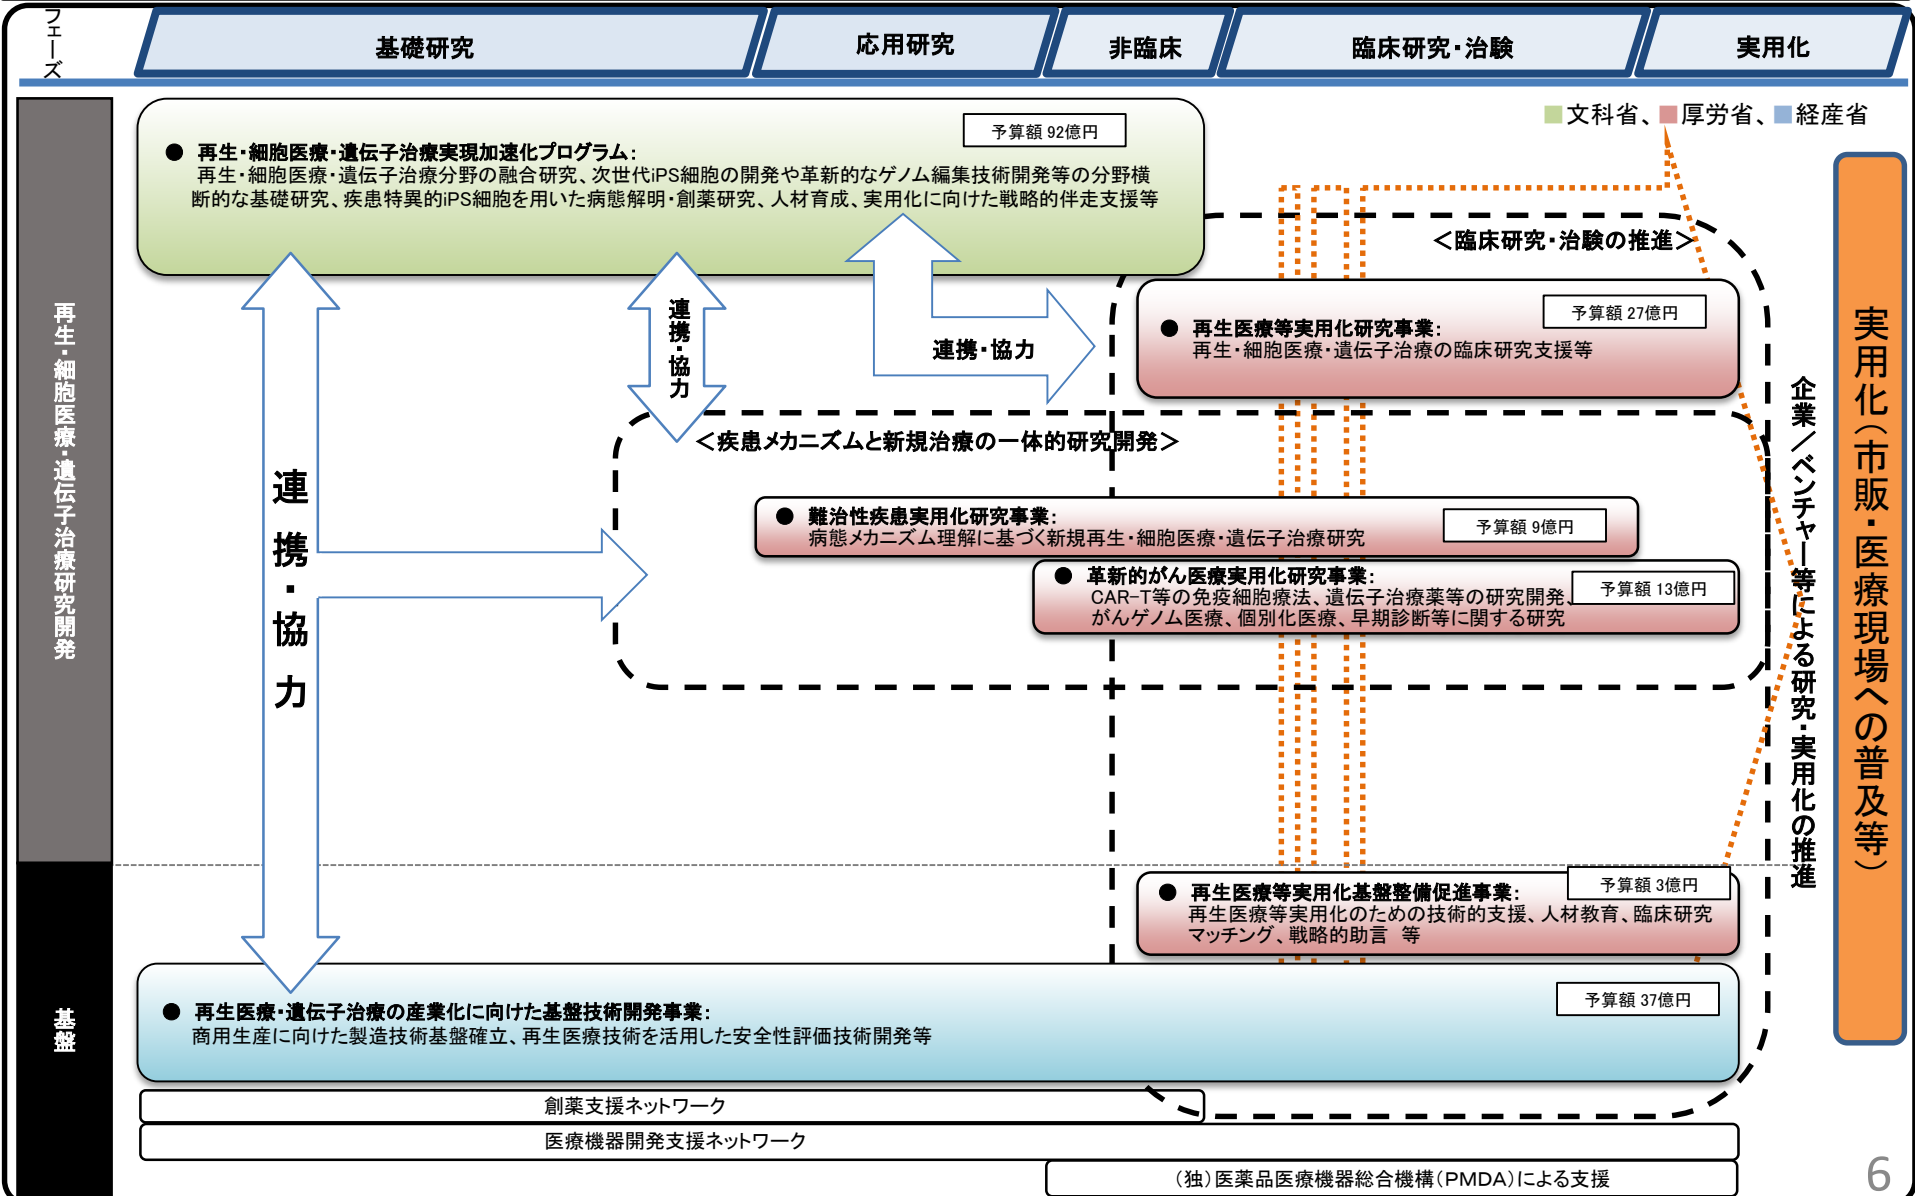 フェーズ
基礎研究
応用研究
非臨床
臨床研究・治験
実用化
■文科省、■厚労省、■経産省
再生・細胞医療・遺伝子治療研究開発
予算額 92億円
● 再生・細胞医療・遺伝子治療実現加速化プログラム：
再生・細胞医療・遺伝子治療分野の融合研究、次世代iPS細胞の開発や革新的なゲノム編集技術開発等の分野横
断的な基礎研究、疾患特異的iPS細胞を用いた病態解明・創薬研究、人材育成、実用化に向けた戦略的伴走支援等
＜臨床研究・治験の推進＞
予算額 27億円
● 再生医療等実用化研究事業：
再生・細胞医療・遺伝子治療の臨床研究支援等
連携・協力
連携・協力
連携・協力
＜疾患メカニズムと新規治療の一体的研究開発＞
● 難治性疾患実用化研究事業：
病態メカニズム理解に基づく新規再生・細胞医療・遺伝子治療研究
予算額 9億円
● 革新的がん医療実用化研究事業：
CAR-T等の免疫細胞療法、遺伝子治療薬等の研究開発、
がんゲノム医療、個別化医療、早期診断等に関する研究
予算額 13億円
企業／ベンチャー等による研究・実用化の推進
実用化（市販・医療現場への普及等）
基盤
予算額 3億円
● 再生医療等実用化基盤整備促進事業：
再生医療等実用化のための技術的支援、人材教育、臨床研究
マッチング、戦略的助言　等
予算額 37億円
● 再生医療・遺伝子治療の産業化に向けた基盤技術開発事業：
商用生産に向けた製造技術基盤確立、再生医療技術を活用した安全性評価技術開発等
創薬支援ネットワーク
医療機器開発支援ネットワーク
（独）医薬品医療機器総合機構（PMDA）による支援
6